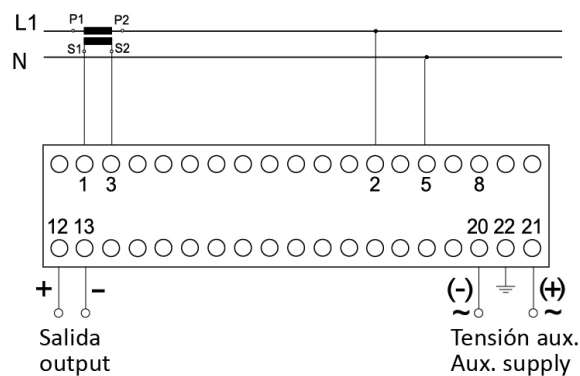 L1 P1 P2
S1 S2
N
1 3 2 5 8
12 13 20 22 21
+ - (-) (+)
~ ~
Salida Tensión aux.
output Aux. supply